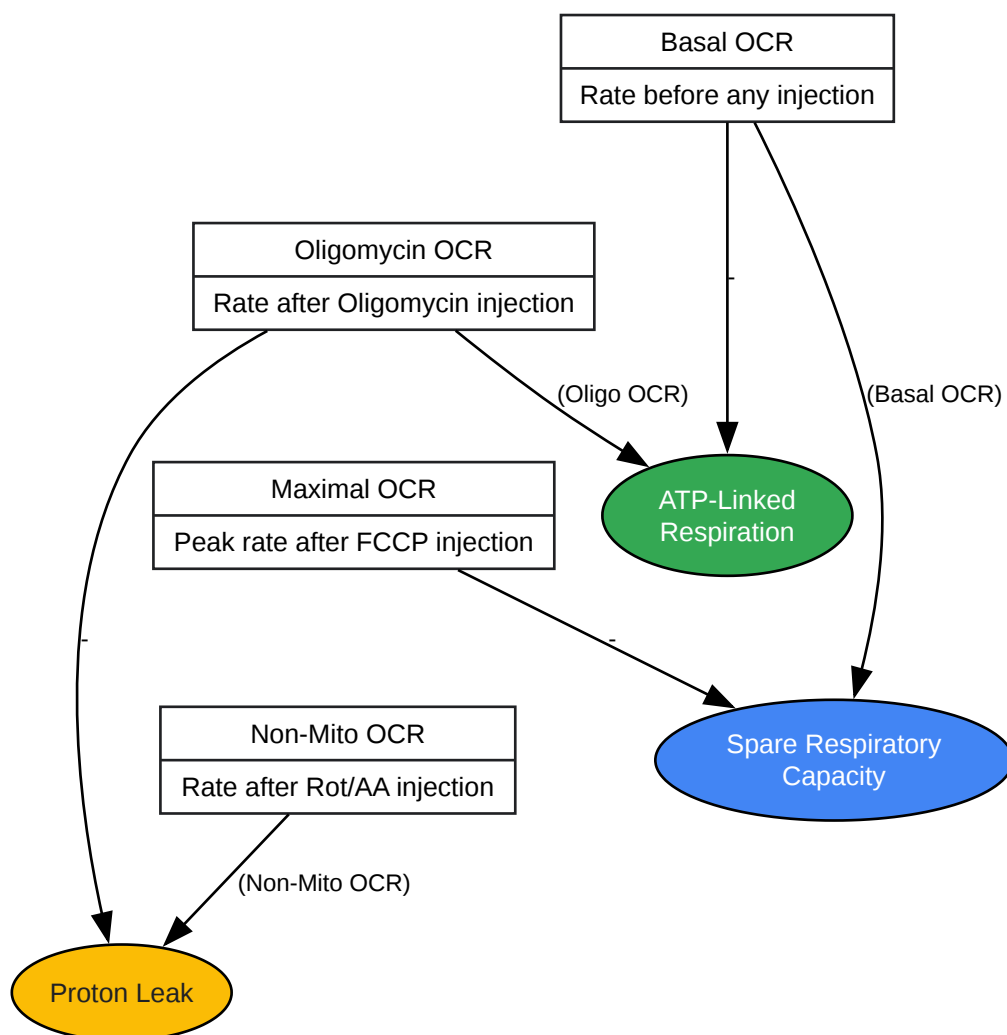 Basal OCR
Rate before any injection
Oligomycin OCR
Rate after Oligomycin injection
-
(Oligo OCR)
(Basal OCR)
Maximal OCR
Peak rate after FCCP injection
ATP-Linked
Respiration
-
-
Non-Mito OCR
Rate after Rot/AA injection
Spare Respiratory
Capacity
(Non-Mito OCR)
Proton Leak